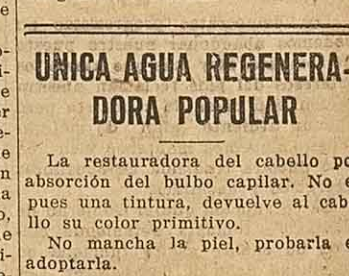 UNICA AGUA REGENERA-
DORA POPULAR
La restauradora del cabello po
absorción del bulbo capilar. No e
pues una tintura, devuelve al cab
llo su color primitivo.
No mancha la piel, probarla e
adoptarla.